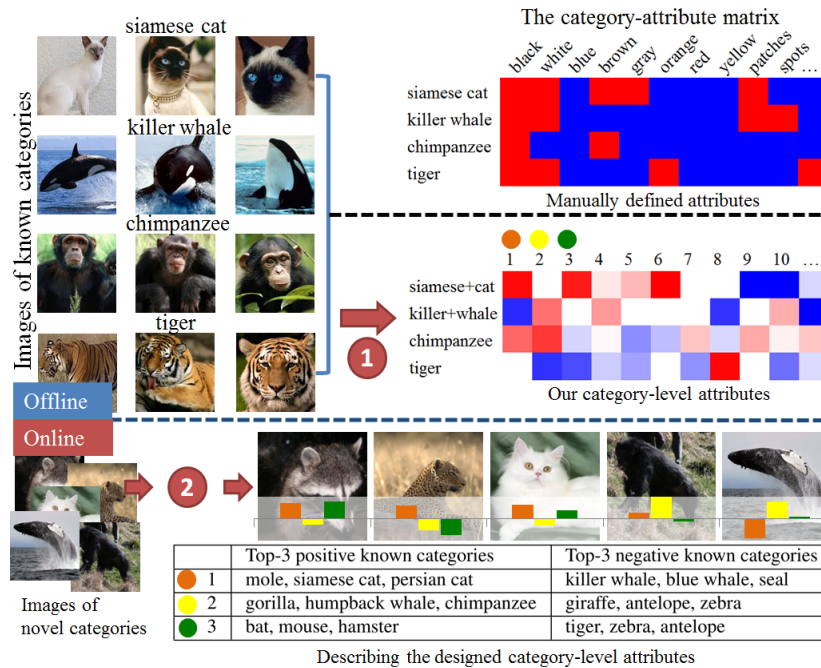 Images of known categories
siamese cat
killer whale
chimpanzee
tiger
The category-attribute matrix
black white blue brown gray orange red yellow patches spots ...
siamese cat
killer whale
chimpanzee
tiger
Manually defined attributes
1 2 3 4 5 6 7 8 9 10 ...
siamese+cat
killer+whale
chimpanzee
tiger
Our category-level attributes
1
Offline
Online
2
Images of
novel categories
Top-3 positive known categories Top-3 negative known categories
1 mole, siamese cat, persian cat killer whale, blue whale, seal
2 gorilla, humpback whale, chimpanzee giraffe, antelope, zebra
3 bat, mouse, hamster tiger, zebra, antelope
Describing the designed category-level attributes